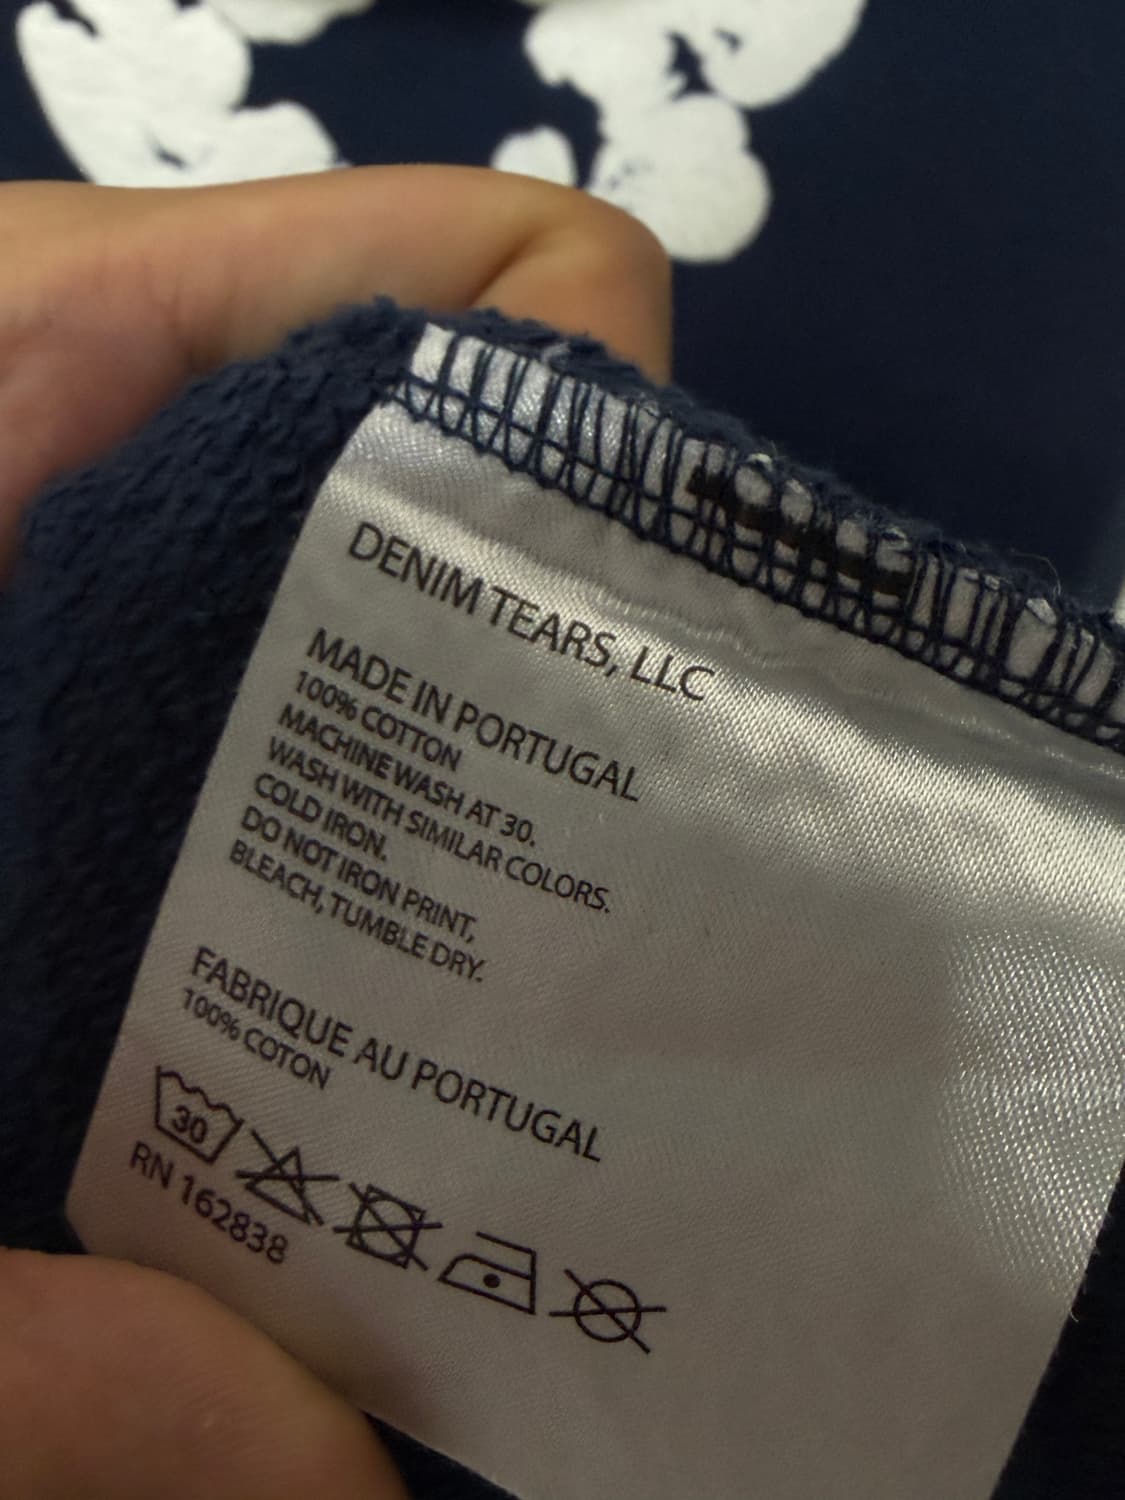 DENIM TEARS, LLC
MADE IN PORTUGAL
100% COTTON
MACHINE WASH AT 30.
WASH WITH SIMILAR COLORS.
COLD IRON.
DO NOT IRON PRINT,
BLEACH, TUMBLE DRY.
FABRIQUE AU PORTUGAL
100% COTON
30
RN 162838